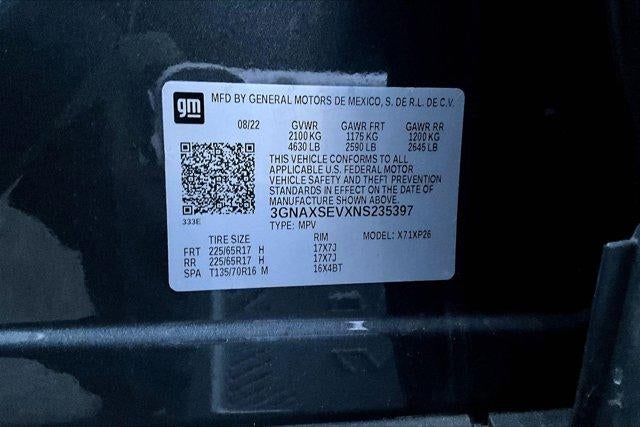 gm
MFD BY GENERAL MOTORS DE MEXICO, S. DE R.L. DE C.V.
08/22 GVWR GAWR FRT GAWR RR
2100 KG 1175 KG 1200 KG
4630 LB 2590 LB 2645 LB
THIS VEHICLE CONFORMS TO ALL
APPLICABLE U.S. FEDERAL MOTOR
VEHICLE SAFETY AND THEFT PREVENTION
STANDARDS IN EFFECT ON THE DATE OF
MANUFACTURE SHOWN ABOVE.
3GNAXSEVXNS235397
333E
TYPE: MPV
TIRE SIZE RIM MODEL: X71XP26
FRT 225/65R17 H 17X7J
RR 225/65R17 H 17X7J
SPA T135/70R16 M 16X4BT